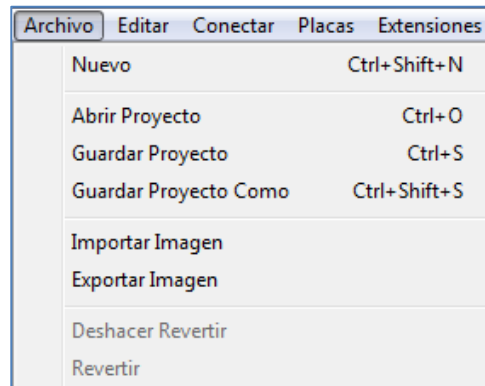 Archivo Editar Conectar Placas Extensiones
Nuevo Ctrl+Shift+N
Abrir Proyecto Ctrl+O
Guardar Proyecto Ctrl+S
Guardar Proyecto Como Ctrl+Shift+S
Importar Imagen
Exportar Imagen
Deshacer Revertir
Revertir